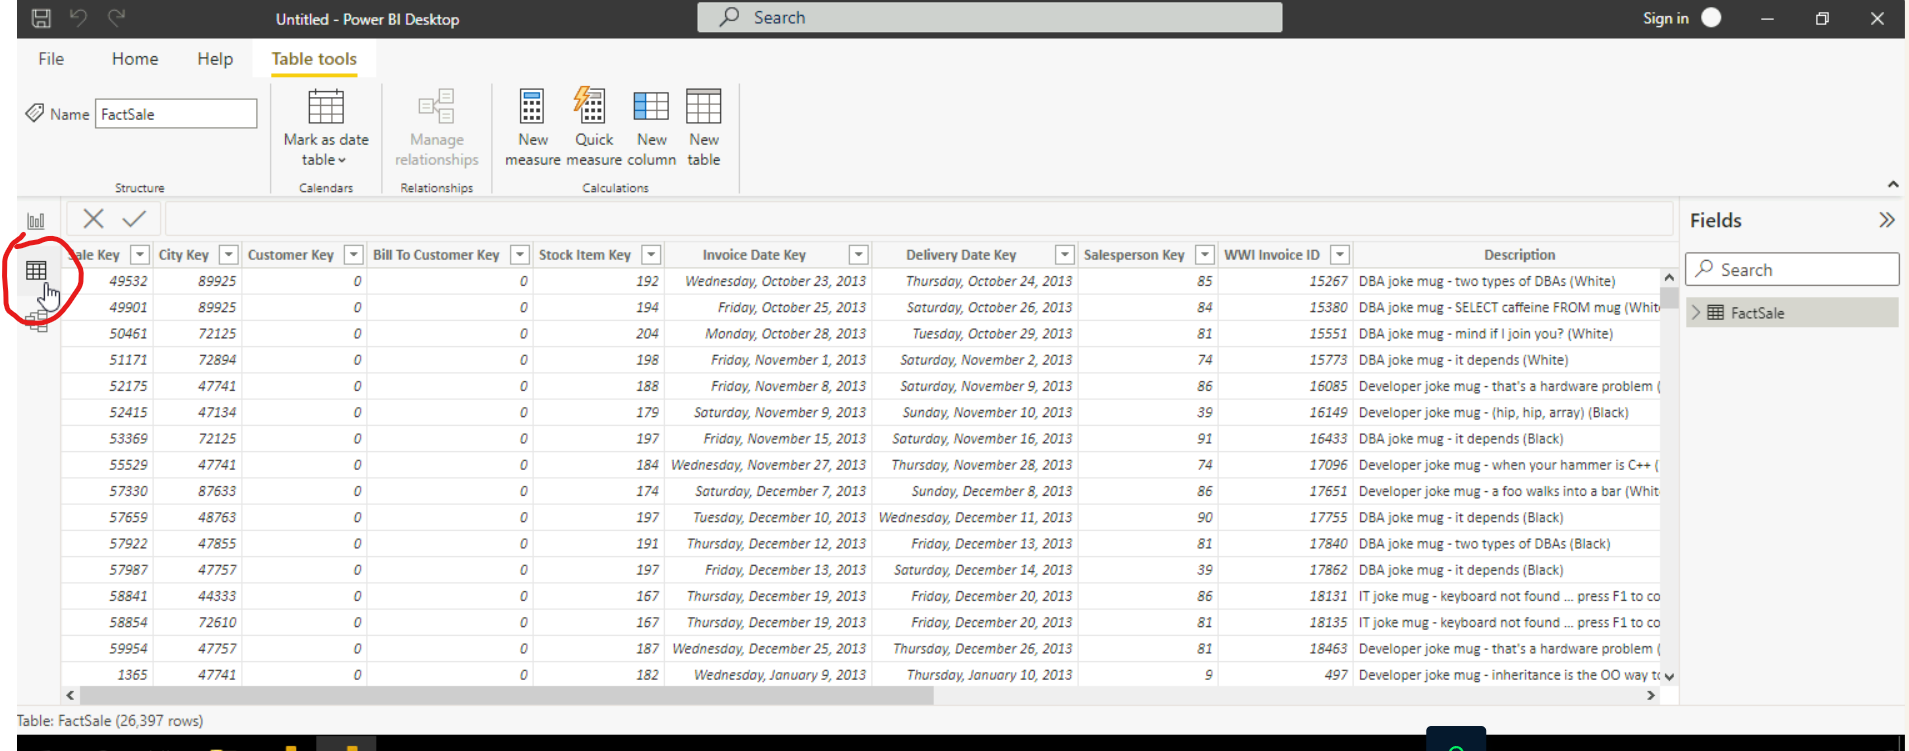 Untitled - Power BI Desktop
Search
Sign in
File Home Help Table tools
Name FactSale
Mark as date table
Manage relationships
New measure
Quick measure
New column
New table
Structure Calendars Relationships Calculations
Fields
Search
FactSale
Sale Key City Key Customer Key Bill To Customer Key Stock Item Key Invoice Date Key Delivery Date Key Salesperson Key WWI Invoice ID Description
49532 89925 0 0 192 Wednesday, October 23, 2013 Thursday, October 24, 2013 85 15267 DBA joke mug - two types of DBAs (White)
49901 89925 0 0 194 Friday, October 25, 2013 Saturday, October 26, 2013 84 15380 DBA joke mug - SELECT caffeine FROM mug (Whit
50461 72125 0 0 204 Monday, October 28, 2013 Tuesday, October 29, 2013 81 15551 DBA joke mug - mind if I join you? (White)
51171 72894 0 0 198 Friday, November 1, 2013 Saturday, November 2, 2013 74 15773 DBA joke mug - it depends (White)
52175 47741 0 0 188 Friday, November 8, 2013 Saturday, November 9, 2013 86 16085 Developer joke mug - that's a hardware problem (
52415 47134 0 0 179 Saturday, November 9, 2013 Sunday, November 10, 2013 39 16149 Developer joke mug - (hip, hip, array) (Black)
53369 72125 0 0 197 Friday, November 15, 2013 Saturday, November 16, 2013 91 16433 DBA joke mug - it depends (Black)
55529 47741 0 0 184 Wednesday, November 27, 2013 Thursday, November 28, 2013 74 17096 Developer joke mug - when your hammer is C++ (
57330 87633 0 0 174 Saturday, December 7, 2013 Sunday, December 8, 2013 86 17651 Developer joke mug - a foo walks into a bar (Whit
57659 48763 0 0 197 Tuesday, December 10, 2013 Wednesday, December 11, 2013 90 17755 DBA joke mug - it depends (Black)
57922 47855 0 0 191 Thursday, December 12, 2013 Friday, December 13, 2013 81 17840 DBA joke mug - two types of DBAs (Black)
57987 47757 0 0 197 Friday, December 13, 2013 Saturday, December 14, 2013 39 17862 DBA joke mug - it depends (Black)
58841 44333 0 0 167 Thursday, December 19, 2013 Friday, December 20, 2013 86 18131 IT joke mug - keyboard not found ... press F1 to co
58854 72610 0 0 167 Thursday, December 19, 2013 Friday, December 20, 2013 81 18135 IT joke mug - keyboard not found ... press F1 to co
59954 47757 0 0 187 Wednesday, December 25, 2013 Thursday, December 26, 2013 81 18463 Developer joke mug - that's a hardware problem (
1365 47741 0 0 182 Wednesday, January 9, 2013 Thursday, January 10, 2013 9 497 Developer joke mug - inheritance is the OO way to
Table: FactSale (26,397 rows)